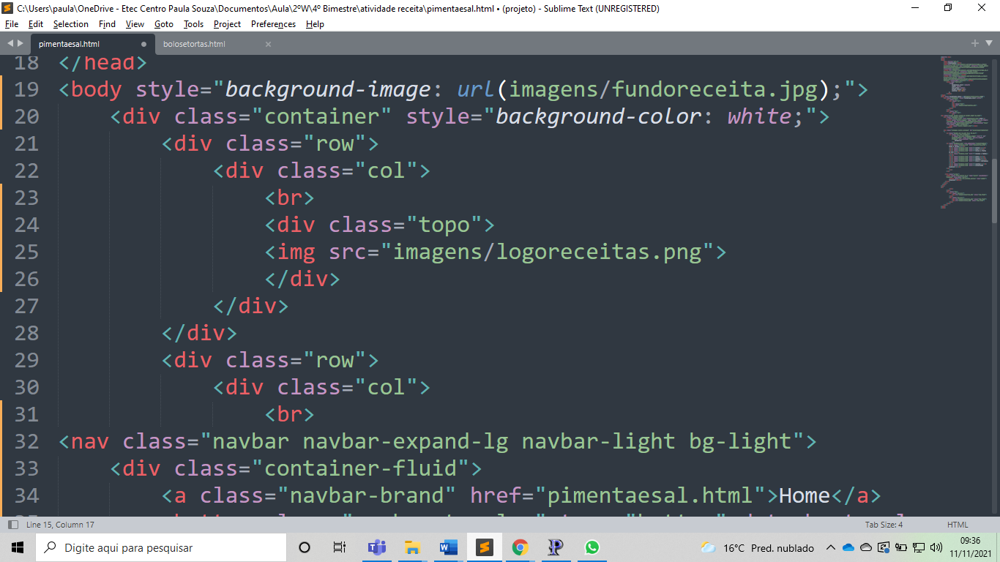 C:\Users\paula\OneDrive - Etec Centro Paula Souza\Documentos\Aula\2ºW\4º Bimestre\atividade receita\pimentaesal.html • (projeto) - Sublime Text (UNREGISTERED)
File Edit Selection Find View Goto Tools Project Preferences Help
pimentaesal.html bolosetortas.html
18 </head>
19 <body style="background-image: url(imagens/fundoreceita.jpg);">
20 <div class="container" style="background-color: white;">
21 <div class="row">
22 <div class="col">
23 <br>
24 <div class="topo">
25 <img src="imagens/logoreceitas.png">
26 </div>
27 </div>
28 </div>
29 <div class="row">
30 <div class="col">
31 <br>
32 <nav class="navbar navbar-expand-lg navbar-light bg-light">
33 <div class="container-fluid">
34 <a class="navbar-brand" href="pimentaesal.html">Home</a>
Line 15, Column 17 Tab Size: 4 HTML
Digite aqui para pesquisar 16°C Pred. nublado 09:36
11/11/2021